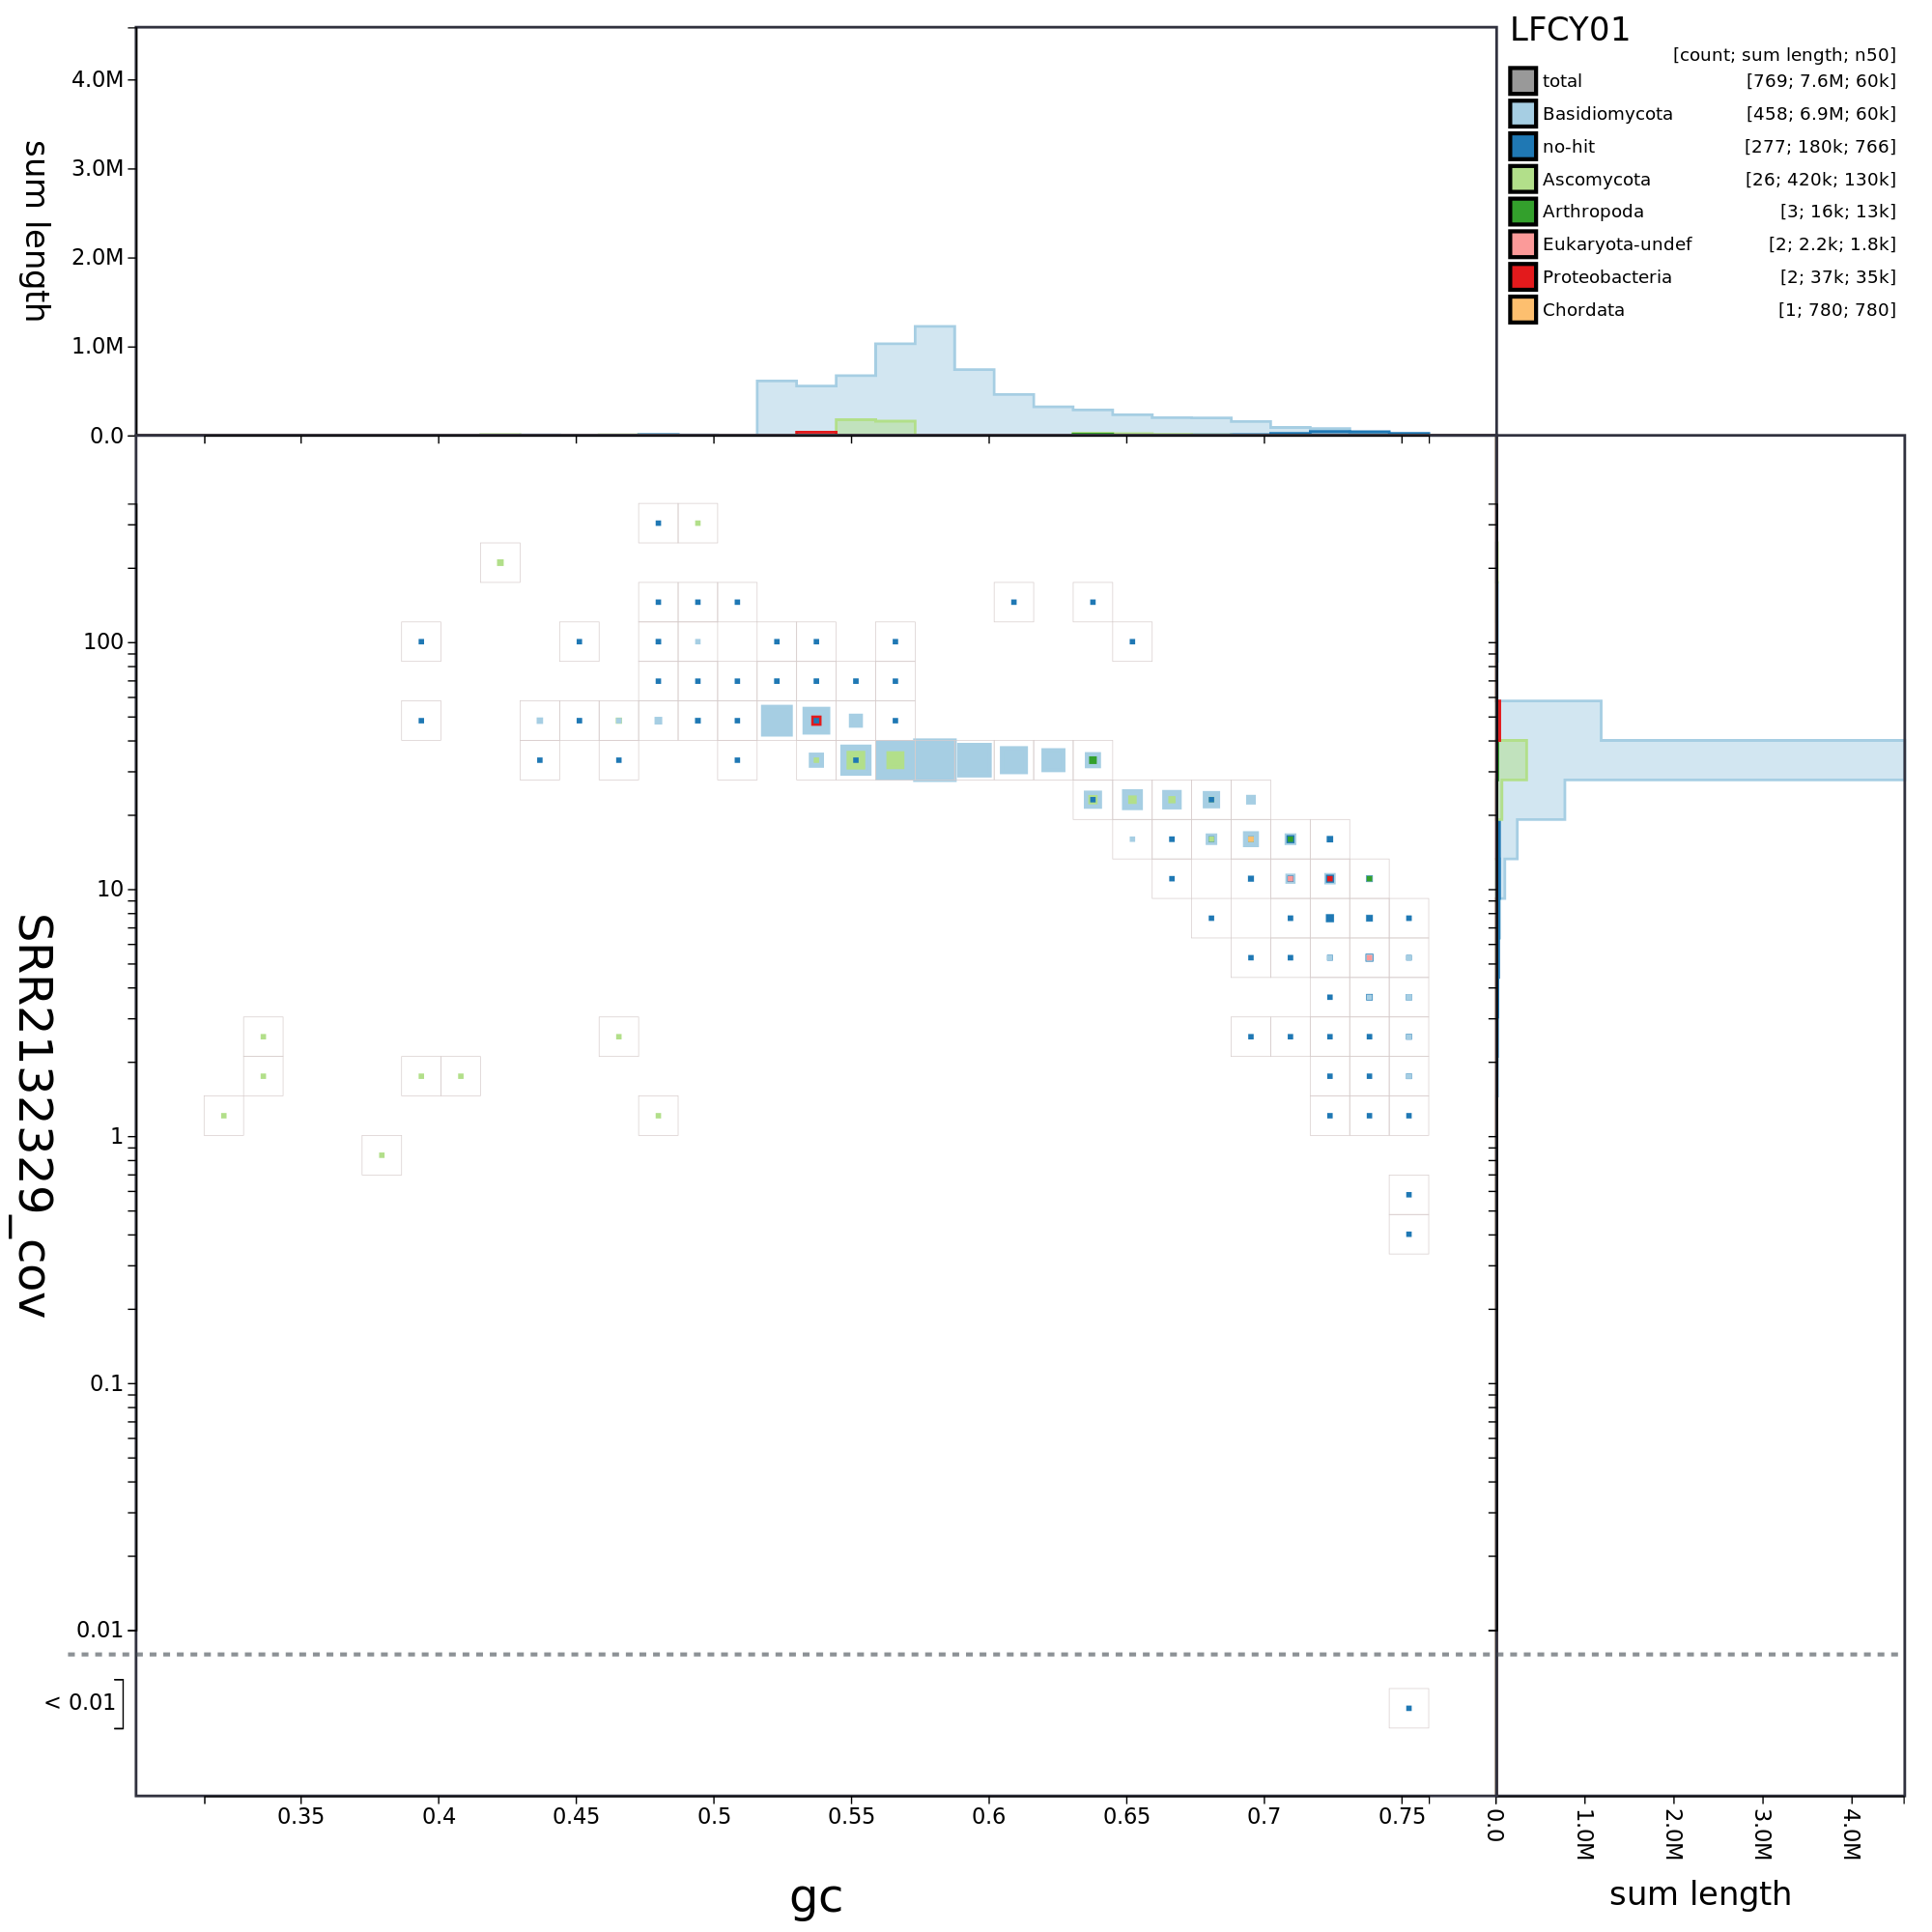 LFCY01
[count; sum length; n50]
total [769; 7.6M; 60k]
Basidiomycota [458; 6.9M; 60k]
no-hit [277; 180k; 766]
Ascomycota [26; 420k; 130k]
Arthropoda [3; 16k; 13k]
Eukaryota-undef [2; 2.2k; 1.8k]
Proteobacteria [2; 37k; 35k]
Chordata [1; 780; 780]
sum length
4.0M
3.0M
2.0M
1.0M
0.0
SRR2132329_cov
100
10
1
0.1
0.01
< 0.01
0.35 0.4 0.45 0.5 0.55 0.6 0.65 0.7 0.75
gc
0.0 1.0M 2.0M 3.0M 4.0M
sum length